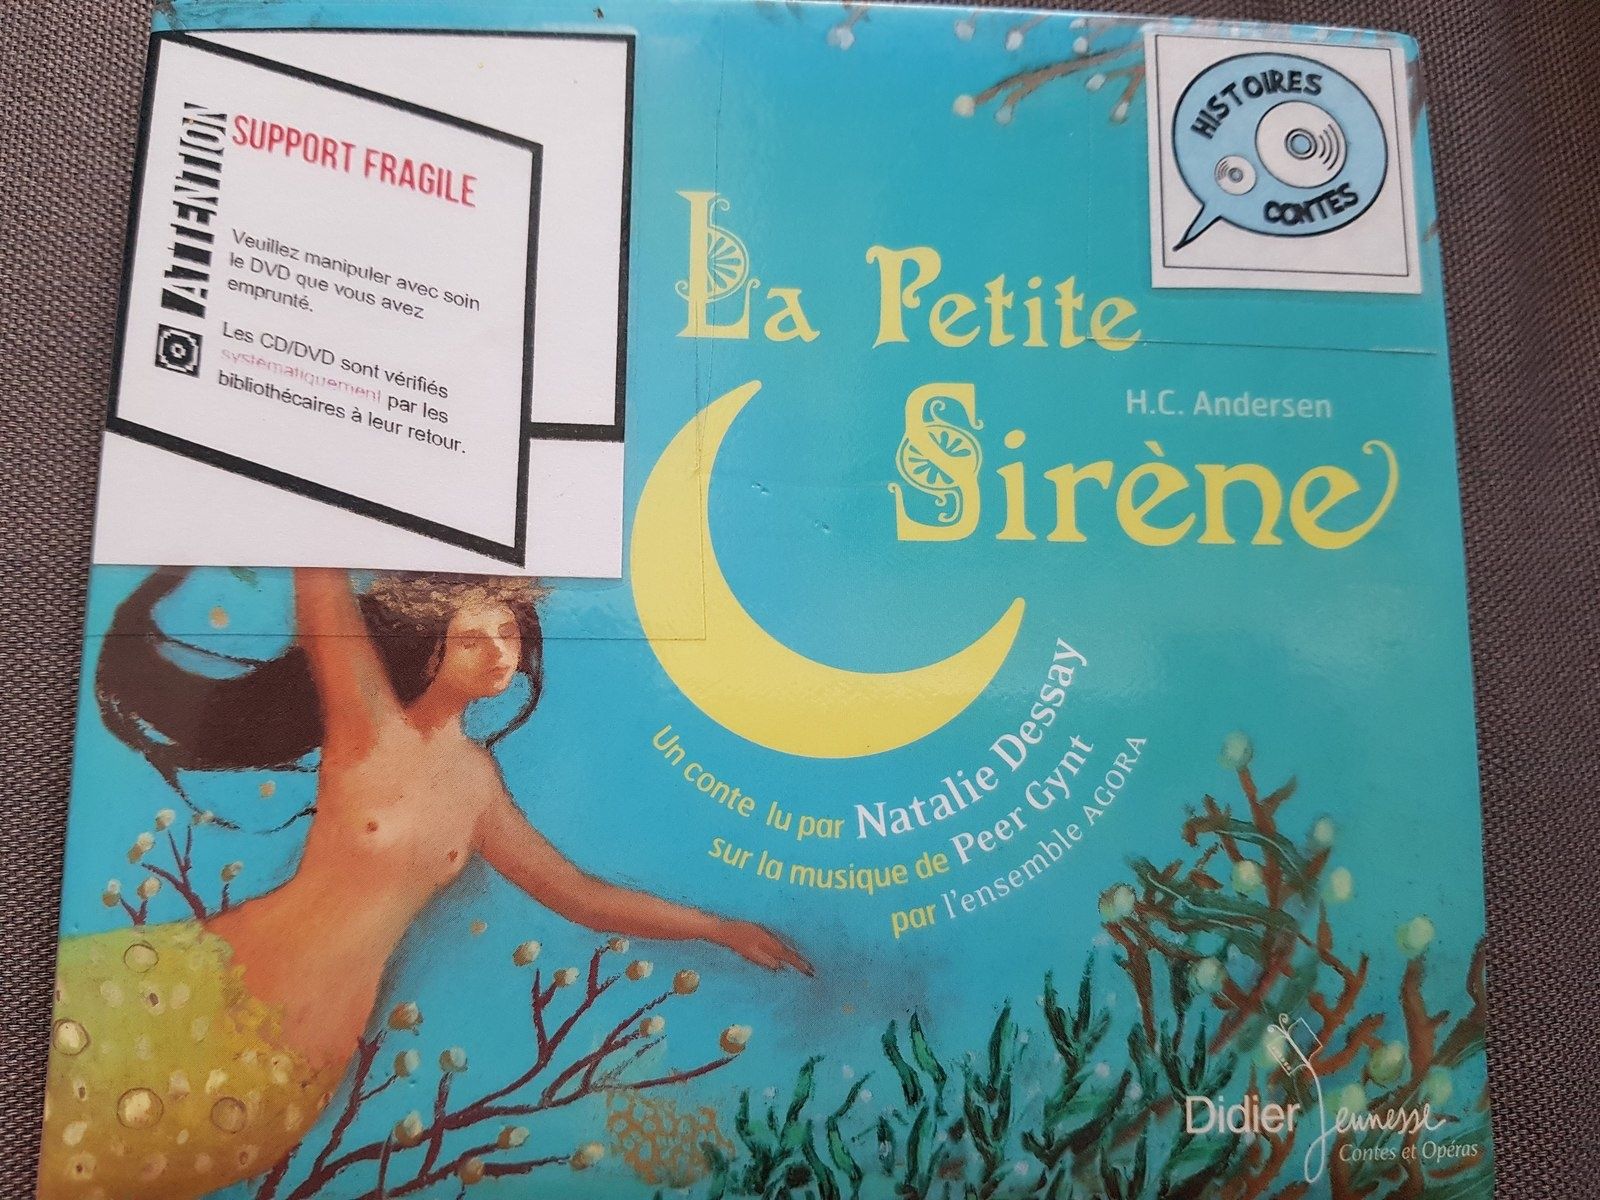 ATTENTION
SUPPORT FRAGILE
Veuillez manipuler avec soin
le DVD que vous avez
emprunté.
Les CD/DVD sont vérifiés
systématiquement par les
bibliothécaires à leur retour.
HISTOIRES
CONTES
La Petite
H.C. Andersen
Sirène
Un conte lu par Natalie Dessay
sur la musique de Peer Gynt
par l'ensemble AGORA
Didier Jeunesse
Contes et Opéras